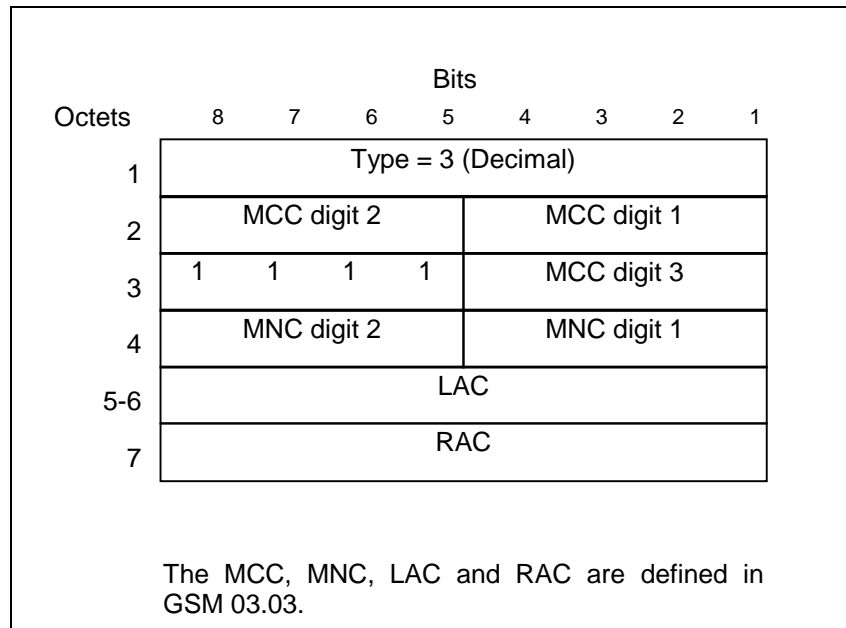 Bits
Octets 8 7 6 5 4 3 2 1
1 Type = 3 (Decimal)
2 MCC digit 2 MCC digit 1
3 1 1 1 1 MCC digit 3
4 MNC digit 2 MNC digit 1
5-6 LAC
7 RAC
The MCC, MNC, LAC and RAC are defined in
GSM 03.03.